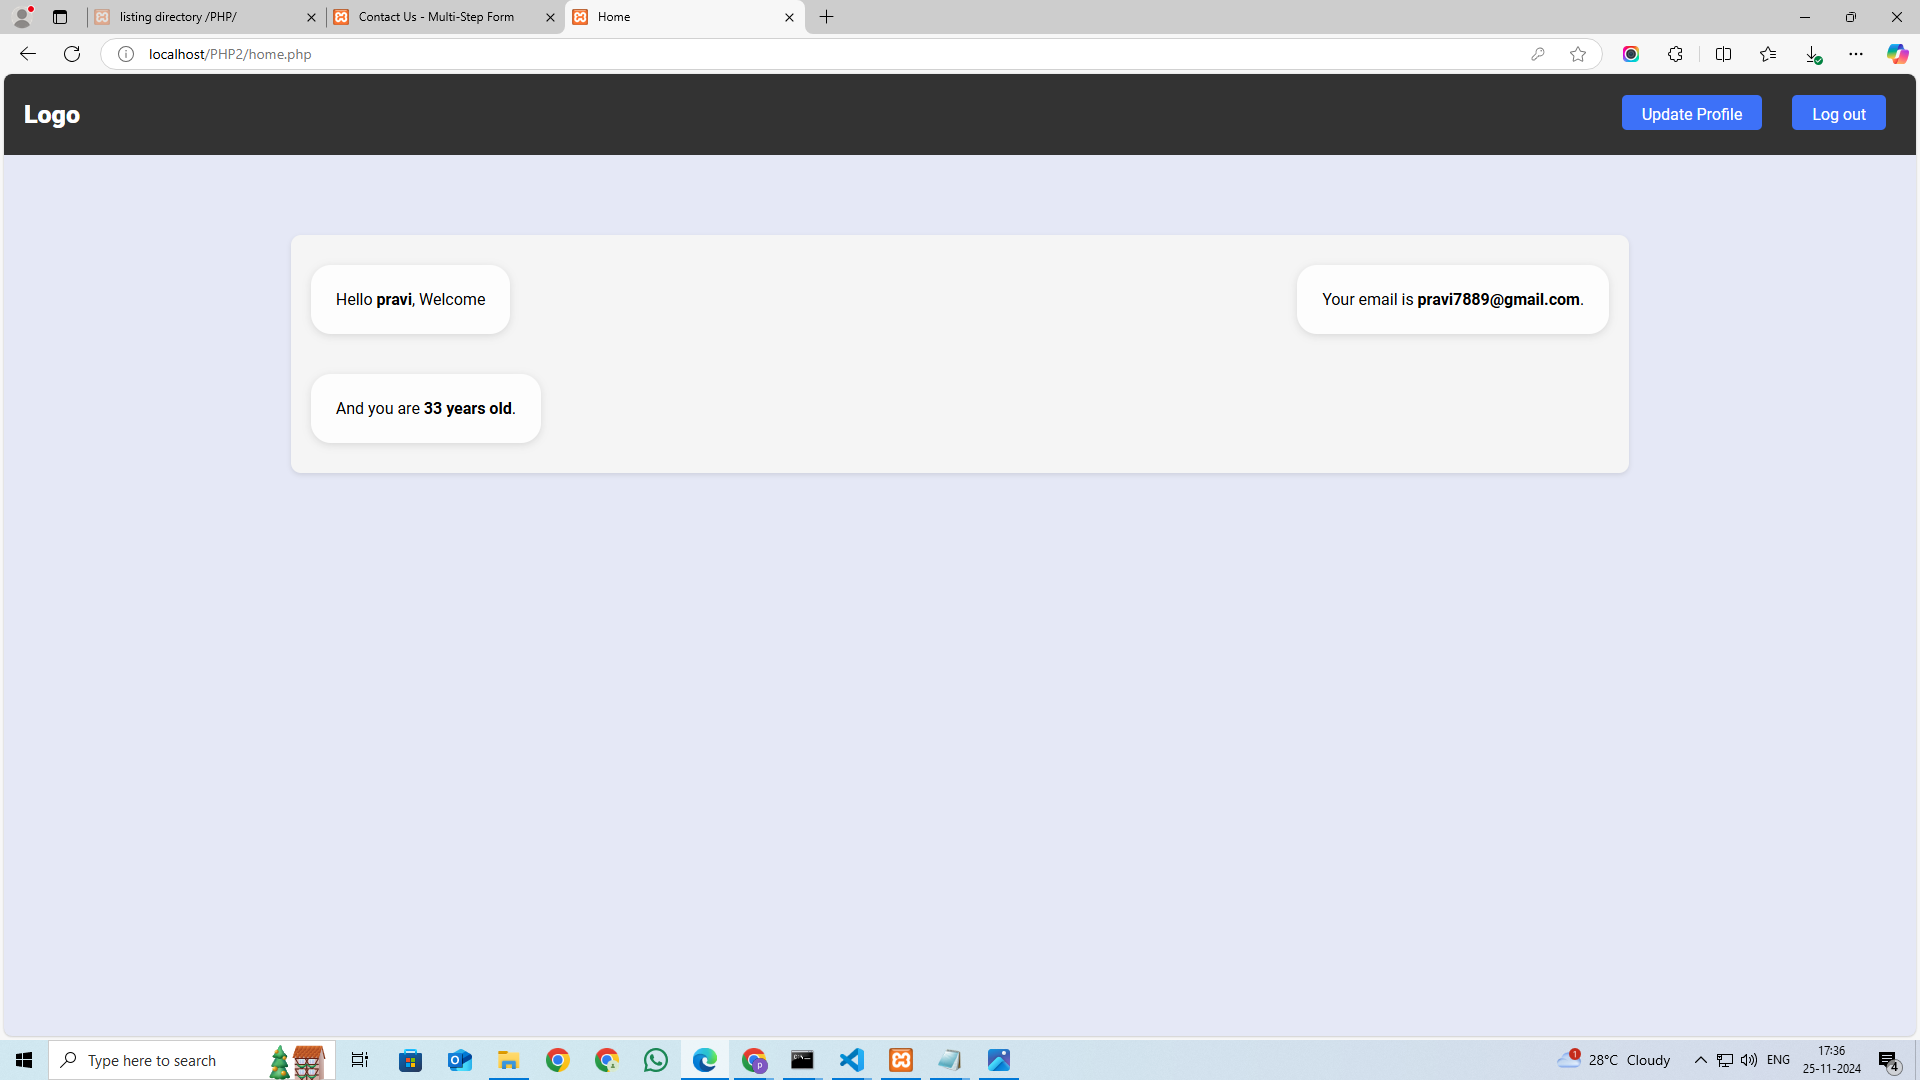 listing directory /PHP/
Contact Us - Multi-Step Form
Home
localhost/PHP2/home.php
Logo
Update Profile
Log out
Hello pravi, Welcome
Your email is pravi7889@gmail.com.
And you are 33 years old.
Type here to search
1
28°C Cloudy
ENG
17:36
25-11-2024
4